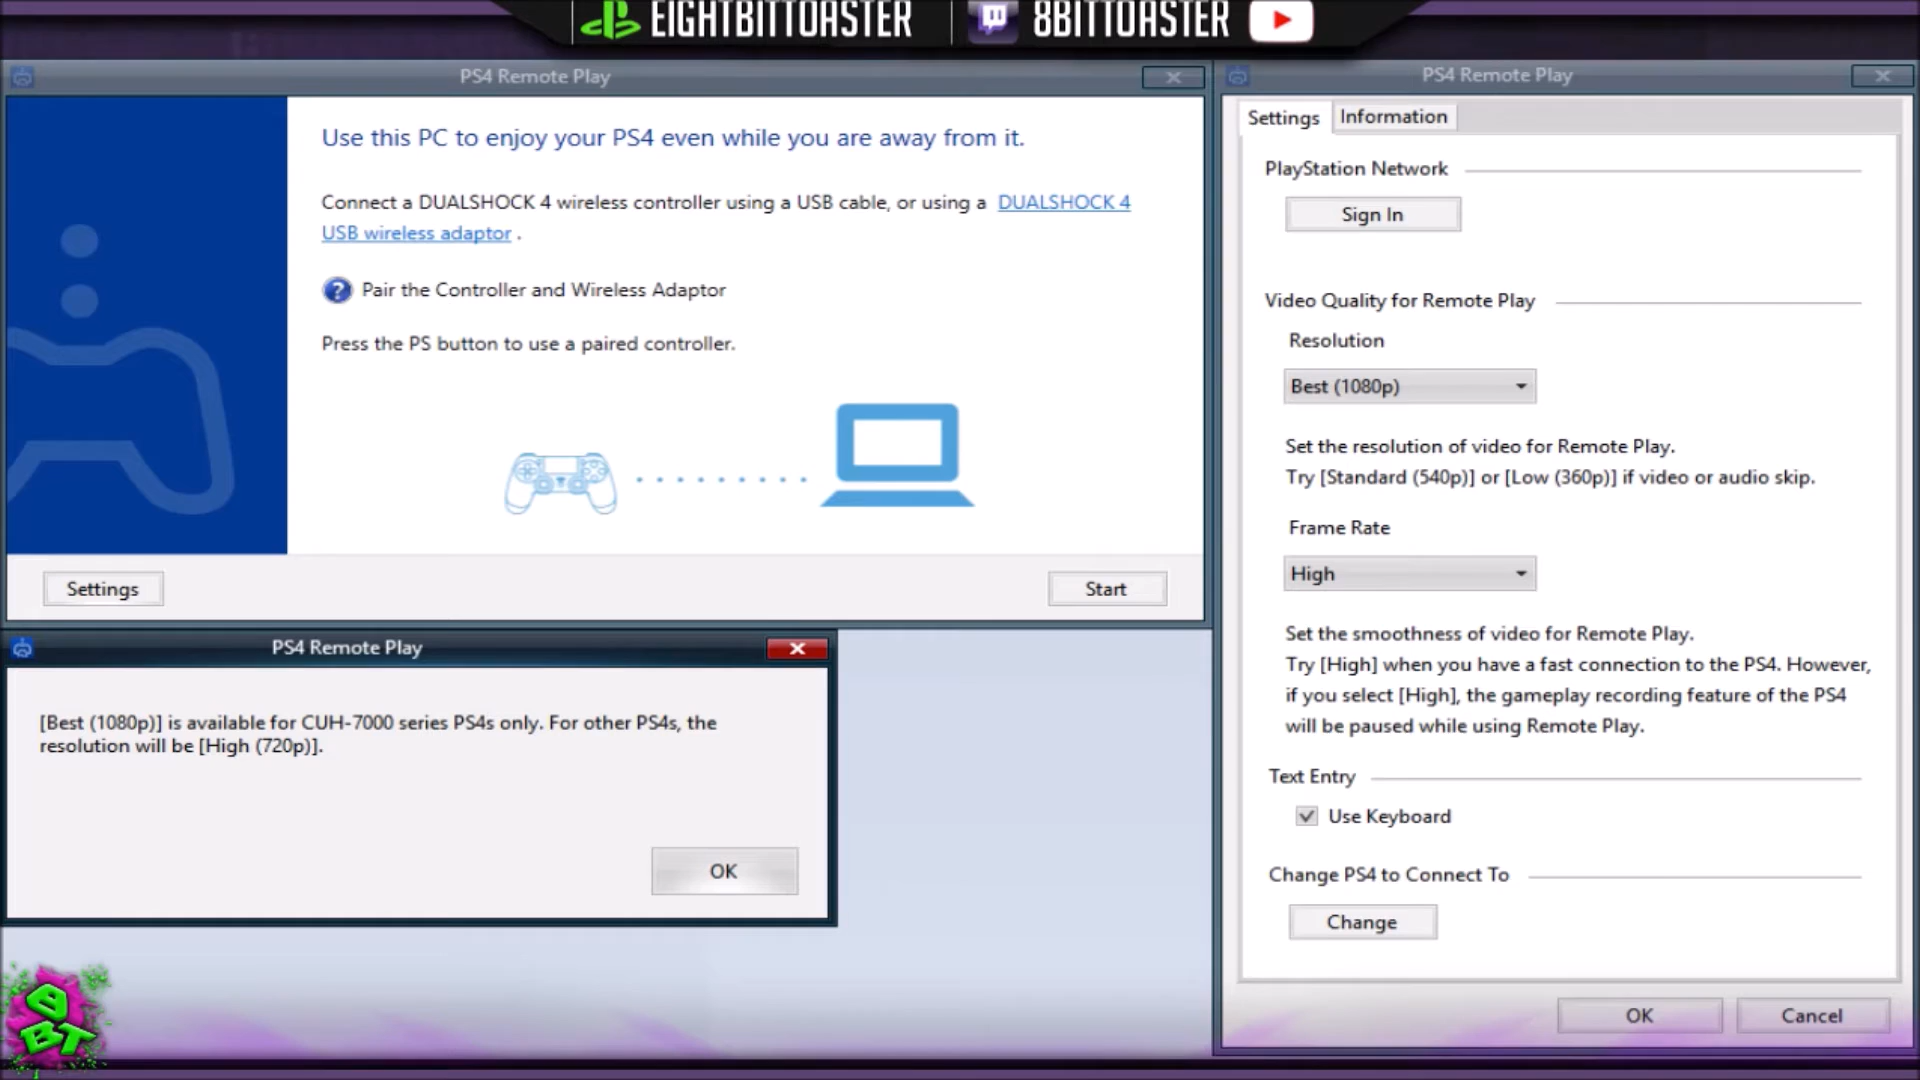 EIGHTBITTOASTER
8BITTOASTER
PS4 Remote Play
Use this PC to enjoy your PS4 even while you are away from it.
Connect a DUALSHOCK 4 wireless controller using a USB cable, or using a DUALSHOCK 4
USB wireless adaptor .
? Pair the Controller and Wireless Adaptor
Press the PS button to use a paired controller.
Settings
Start
PS4 Remote Play
[Best (1080p)] is available for CUH-7000 series PS4s only. For other PS4s, the
resolution will be [High (720p)].
OK
8
BT
PS4 Remote Play
Settings
Information
PlayStation Network
Sign In
Video Quality for Remote Play
Resolution
Best (1080p)
Set the resolution of video for Remote Play.
Try [Standard (540p)] or [Low (360p)] if video or audio skip.
Frame Rate
High
Set the smoothness of video for Remote Play.
Try [High] when you have a fast connection to the PS4. However,
if you select [High], the gameplay recording feature of the PS4
will be paused while using Remote Play.
Text Entry
Use Keyboard
Change PS4 to Connect To
Change
OK
Cancel